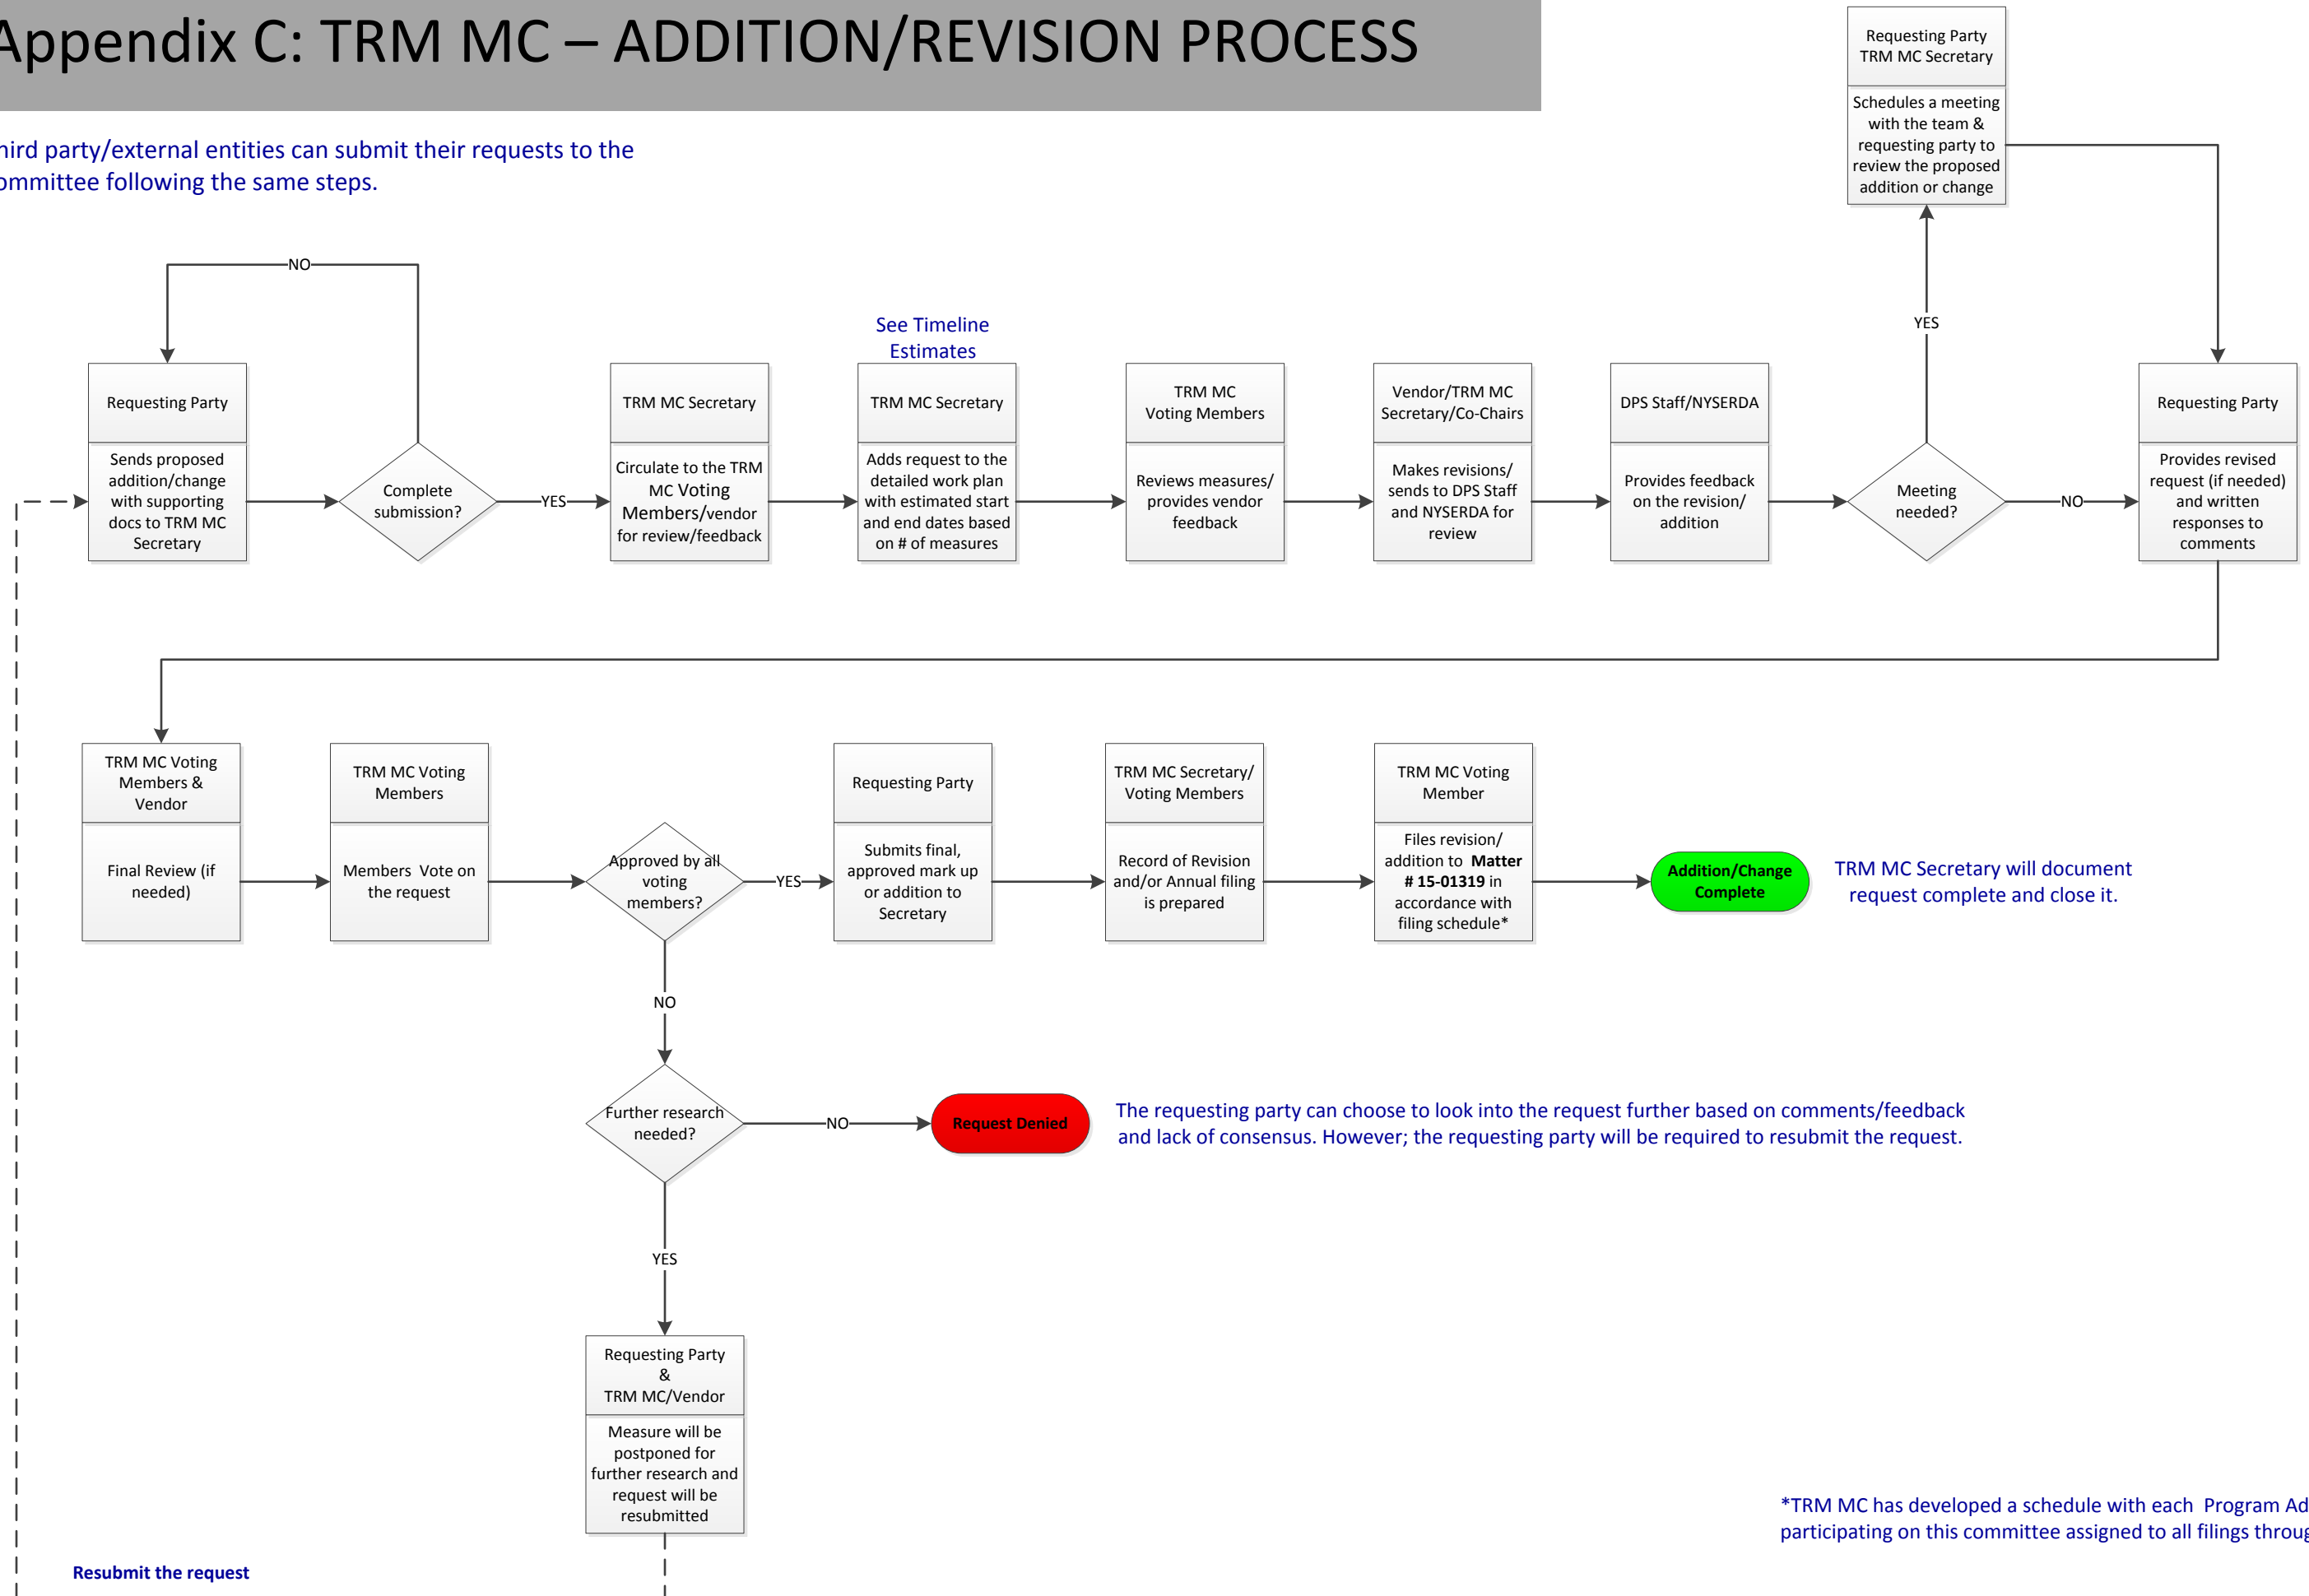 Appendix C: TRM MC – ADDITION/REVISION PROCESS
hird party/external entities can submit their requests to the
ommittee following the same steps.
Requesting Party
TRM MC Secretary
Schedules a meeting
with the team &
requesting party to
review the proposed
addition or change
NO
YES
See Timeline
Estimates
Requesting Party
Sends proposed
addition/change
with supporting
docs to TRM MC
Secretary
Complete
submission?
YES
TRM MC Secretary
Circulate to the TRM
MC Voting
Members/vendor
for review/feedback
TRM MC Secretary
Adds request to the
detailed work plan
with estimated start
and end dates based
on # of measures
TRM MC
Voting Members
Reviews measures/
provides vendor
feedback
Vendor/TRM MC
Secretary/Co-Chairs
Makes revisions/
sends to DPS Staff
and NYSERDA for
review
DPS Staff/NYSERDA
Provides feedback
on the revision/
addition
Meeting
needed?
NO
Requesting Party
Provides revised
request (if needed)
and written
responses to
comments
TRM MC Voting
Members &
Vendor
Final Review (if
needed)
TRM MC Voting
Members
Members Vote on
the request
Approved by all
voting
members?
YES
Requesting Party
Submits final,
approved mark up
or addition to
Secretary
TRM MC Secretary/
Voting Members
Record of Revision
and/or Annual filing
is prepared
TRM MC Voting
Member
Files revision/
addition to Matter
# 15-01319 in
accordance with
filing schedule*
Addition/Change
Complete
TRM MC Secretary will document
request complete and close it.
NO
Further research
needed?
NO
Request Denied
The requesting party can choose to look into the request further based on comments/feedback
and lack of consensus. However; the requesting party will be required to resubmit the request.
YES
Requesting Party
&
TRM MC/Vendor
Measure will be
postponed for
further research and
request will be
resubmitted
*TRM MC has developed a schedule with each Program Ad
participating on this committee assigned to all filings throug
Resubmit the request